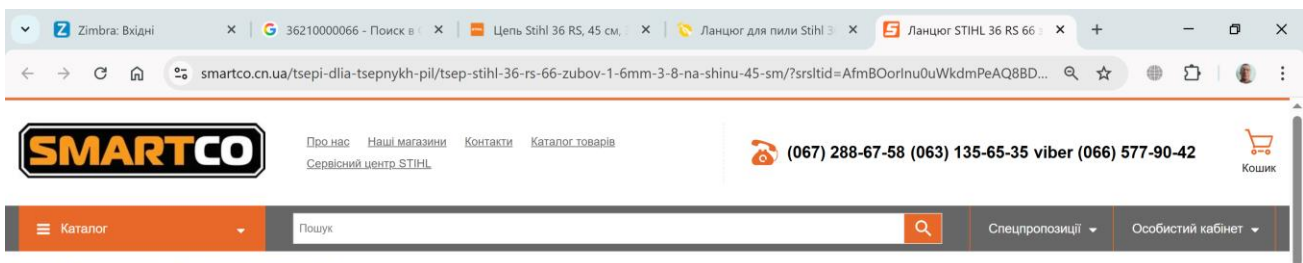 Zimbra: Вхідні
36210000066 - Поиск в
Цепь Stihl 36 RS, 45 см,
Ланцюг для пили Stihl 3
Ланцюг STIHL 36 RS 66 з
smartco.cn.ua/tsepi-dlia-tsepnykh-pil/tsep-stihl-36-rs-66-zubov-1-6mm-3-8-na-shinu-45-sm/?srsltid=AfmBOorInu0uWkdmPeAQ8BD...
SMARTCO
Про нас Наші магазини Контакти Каталог товарів
Сервісний центр STIHL
(067) 288-67-58 (063) 135-65-35 viber (066) 577-90-42
Кошик
Каталог
Пошук
Спецпропозиції
Особистий кабінет